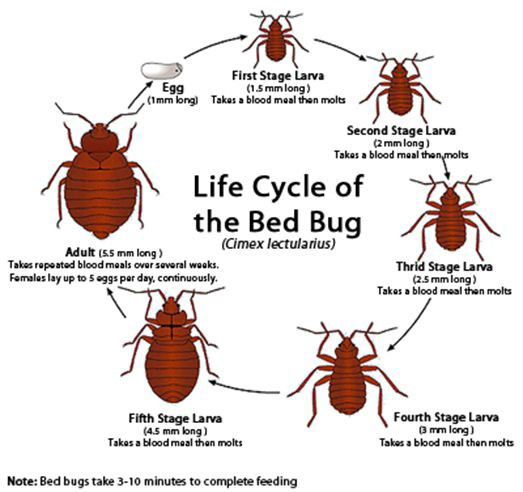 Egg
(1mm long)
First Stage Larva
(1.5 mm long )
Takes a blood meal then molts
Second Stage Larva
(2 mm long )
Takes a blood meal then molts
Life Cycle of
the Bed Bug
(Cimex lectularius)
Thrid Stage Larva
(2.5 mm long )
Takes a blood meal then molts
Fourth Stage Larva
(3 mm long )
Takes a blood meal then molts
Fifth Stage Larva
(4.5 mm long )
Takes a blood meal then molts
Adult (5.5 mm long )
Takes repeated blood meals over several weeks.
Females lay up to 5 eggs per day, continuously.
Note: Bed bugs take 3-10 minutes to complete feeding